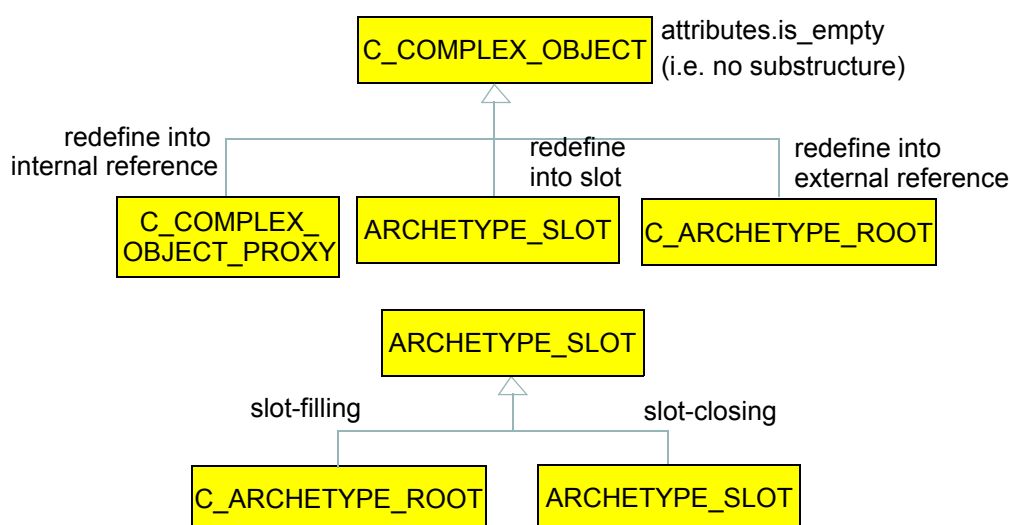 C_COMPLEX_OBJECT
attributes.is_empty
(i.e. no substructure)
redefine into
internal reference
redefine
into slot
redefine into
external reference
C_COMPLEX_
OBJECT_PROXY
ARCHETYPE_SLOT
C_ARCHETYPE_ROOT
ARCHETYPE_SLOT
slot-filling
slot-closing
C_ARCHETYPE_ROOT
ARCHETYPE_SLOT